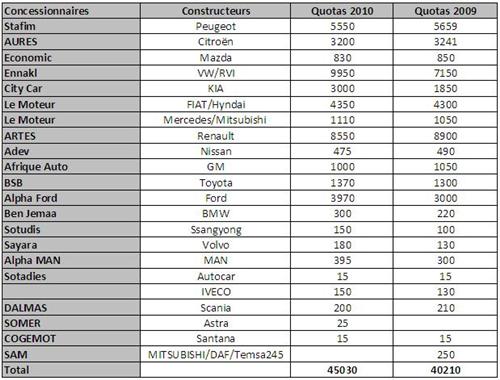 Concessionnaires Constructeurs Quotas 2010 Quotas 2009
Stafim Peugeot 5550 5659
AURES Citroën 3200 3241
Economic Mazda 830 850
Ennakl VW/RVI 9950 7150
City Car KIA 3000 1850
Le Moteur FIAT/Hyndai 4350 4300
Le Moteur Mercedes/Mitsubishi 1110 1050
ARTES Renault 8550 8900
Adev Nissan 475 490
Afrique Auto GM 1000 1050
BSB Toyota 1370 1300
Alpha Ford Ford 3970 3000
Ben Jemaa BMW 300 220
Sotudis Ssangyong 150 100
Sayara Volvo 180 130
Alpha MAN MAN 395 300
Sotadies Autocar 15 15
IVECO 150 130
DALMAS Scania 200 210
SOMER Astra 25
COGEMOT Santana 15 15
SAM MITSUBISHI/DAF/Temsa245 250
Total 45030 40210